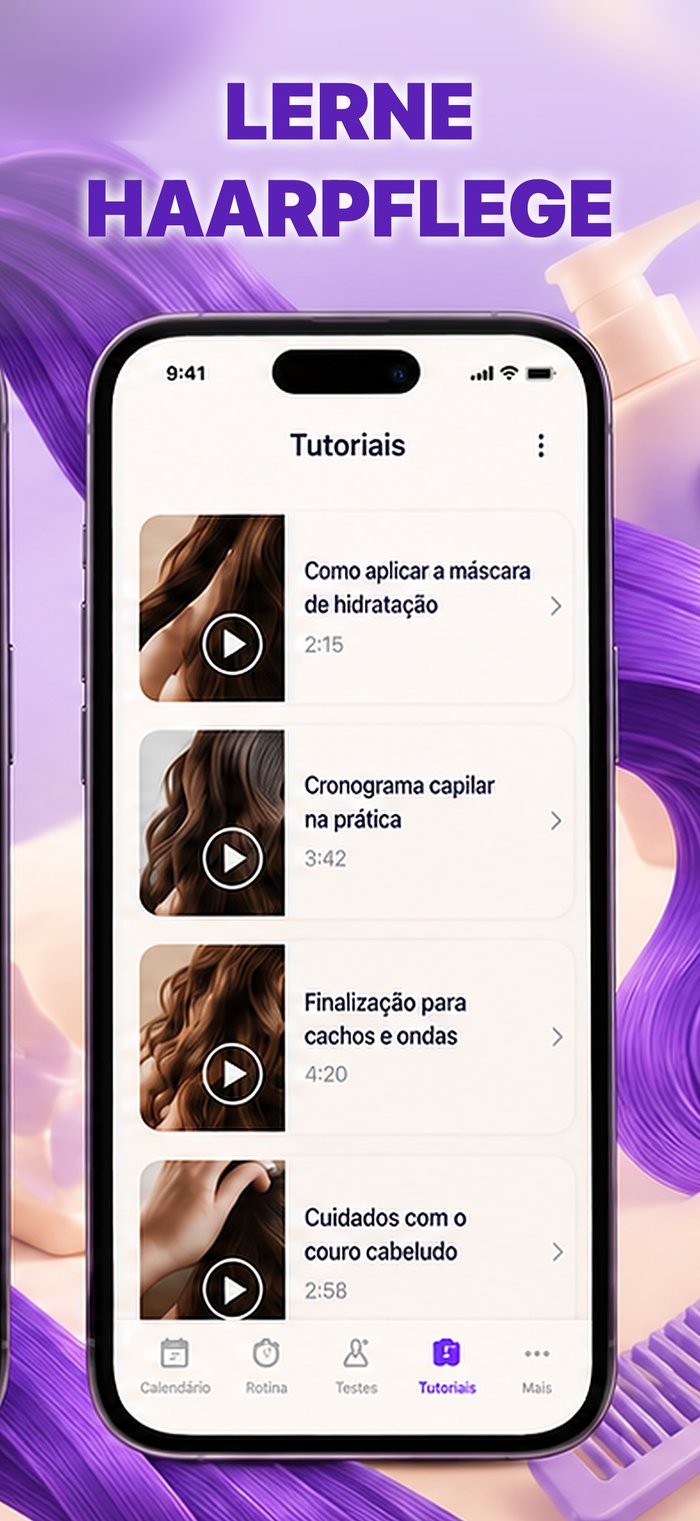 LERNE
HAARPFLEGE
9:41
Tutoriais
Como aplicar a máscara
de hidratação
2:15
Cronograma capilar
na prática
3:42
Finalização para
cachos e ondas
4:20
Cuidados com o
couro cabeludo
2:58
Calendário Rotina Testes Tutoriais Mais